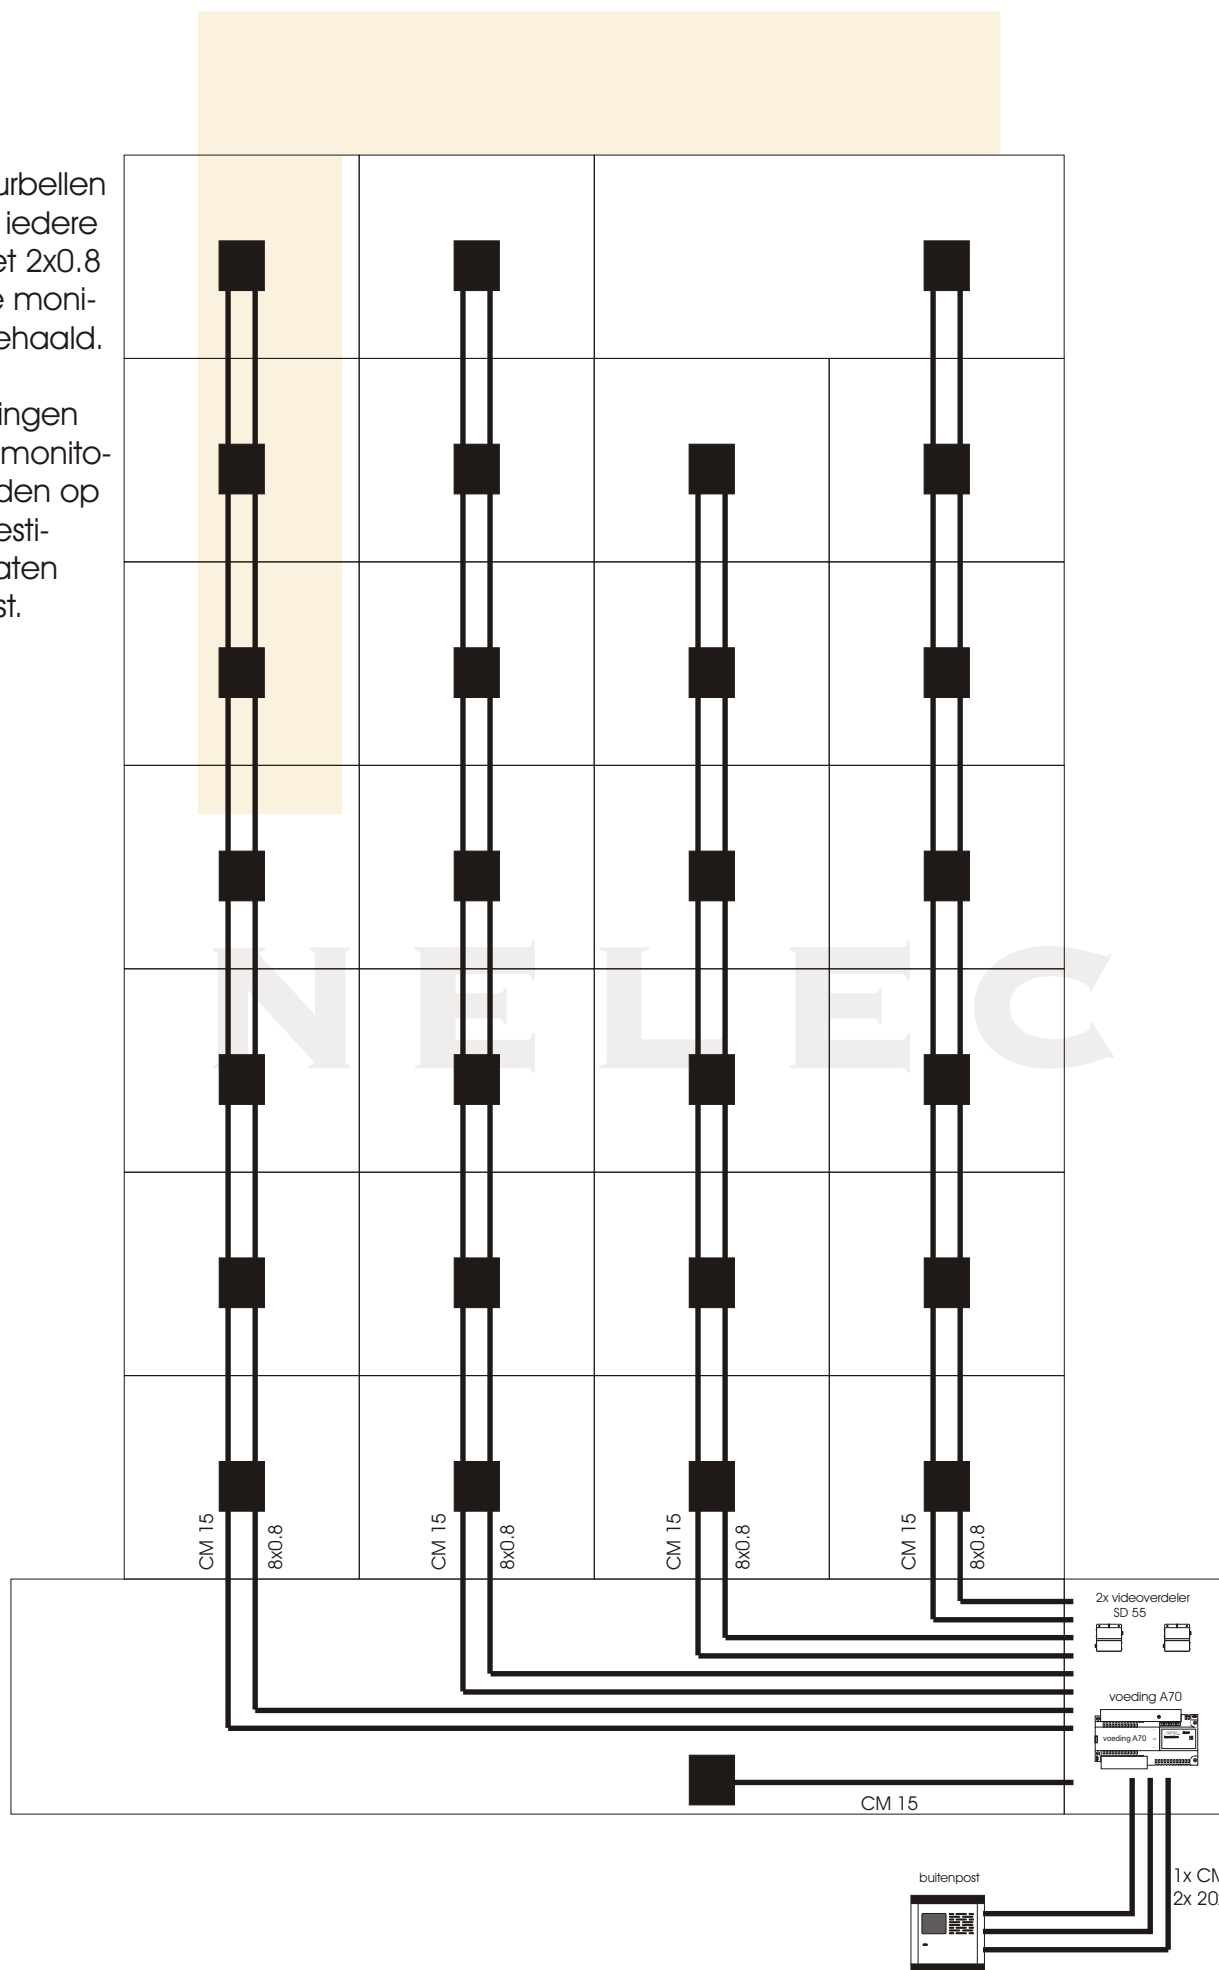 urbellen
iedere
et 2x0.8
e moni-
ehaald.
ingen
monito-
den op
esti-
aten
st.
NELEC
CM 15
8x0.8
CM 15
8x0.8
CM 15
8x0.8
CM 15
8x0.8
2x videoverdeler
SD 55
voeding A70
voeding A70
CM 15
buitenpost
1x CM
2x 20